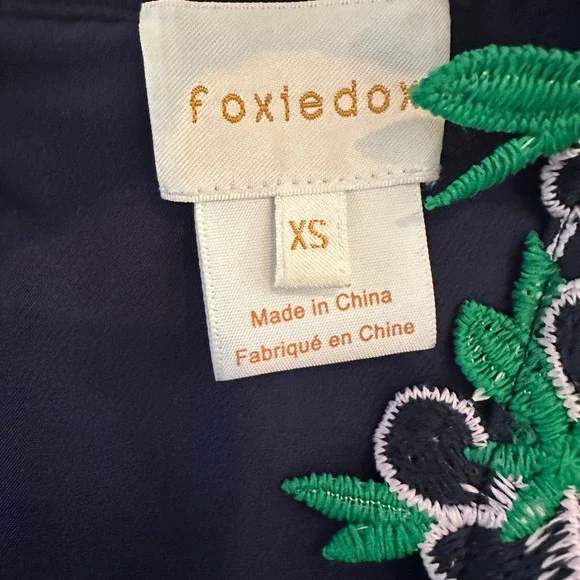 foxiedox
XS
Made in China
Fabriqué en Chine